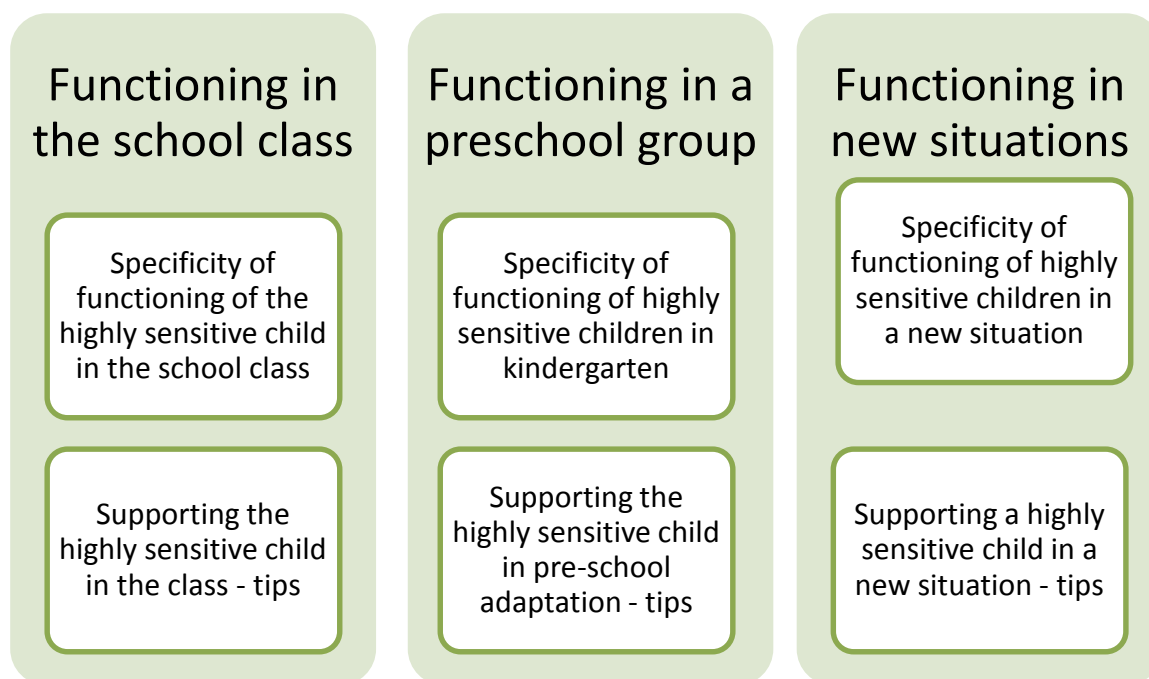 Functioning in
the school class
Specificity of
functioning of the
highly sensitive child
in the school class
Supporting the
highly sensitive child
in the class - tips
Functioning in a
preschool group
Specificity of
functioning of highly
sensitive children in
kindergarten
Supporting the
highly sensitive child
in pre-school
adaptation - tips
Functioning in
new situations
Specificity of
functioning of highly
sensitive children in
a new situation
Supporting a highly
sensitive child in a
new situation - tips